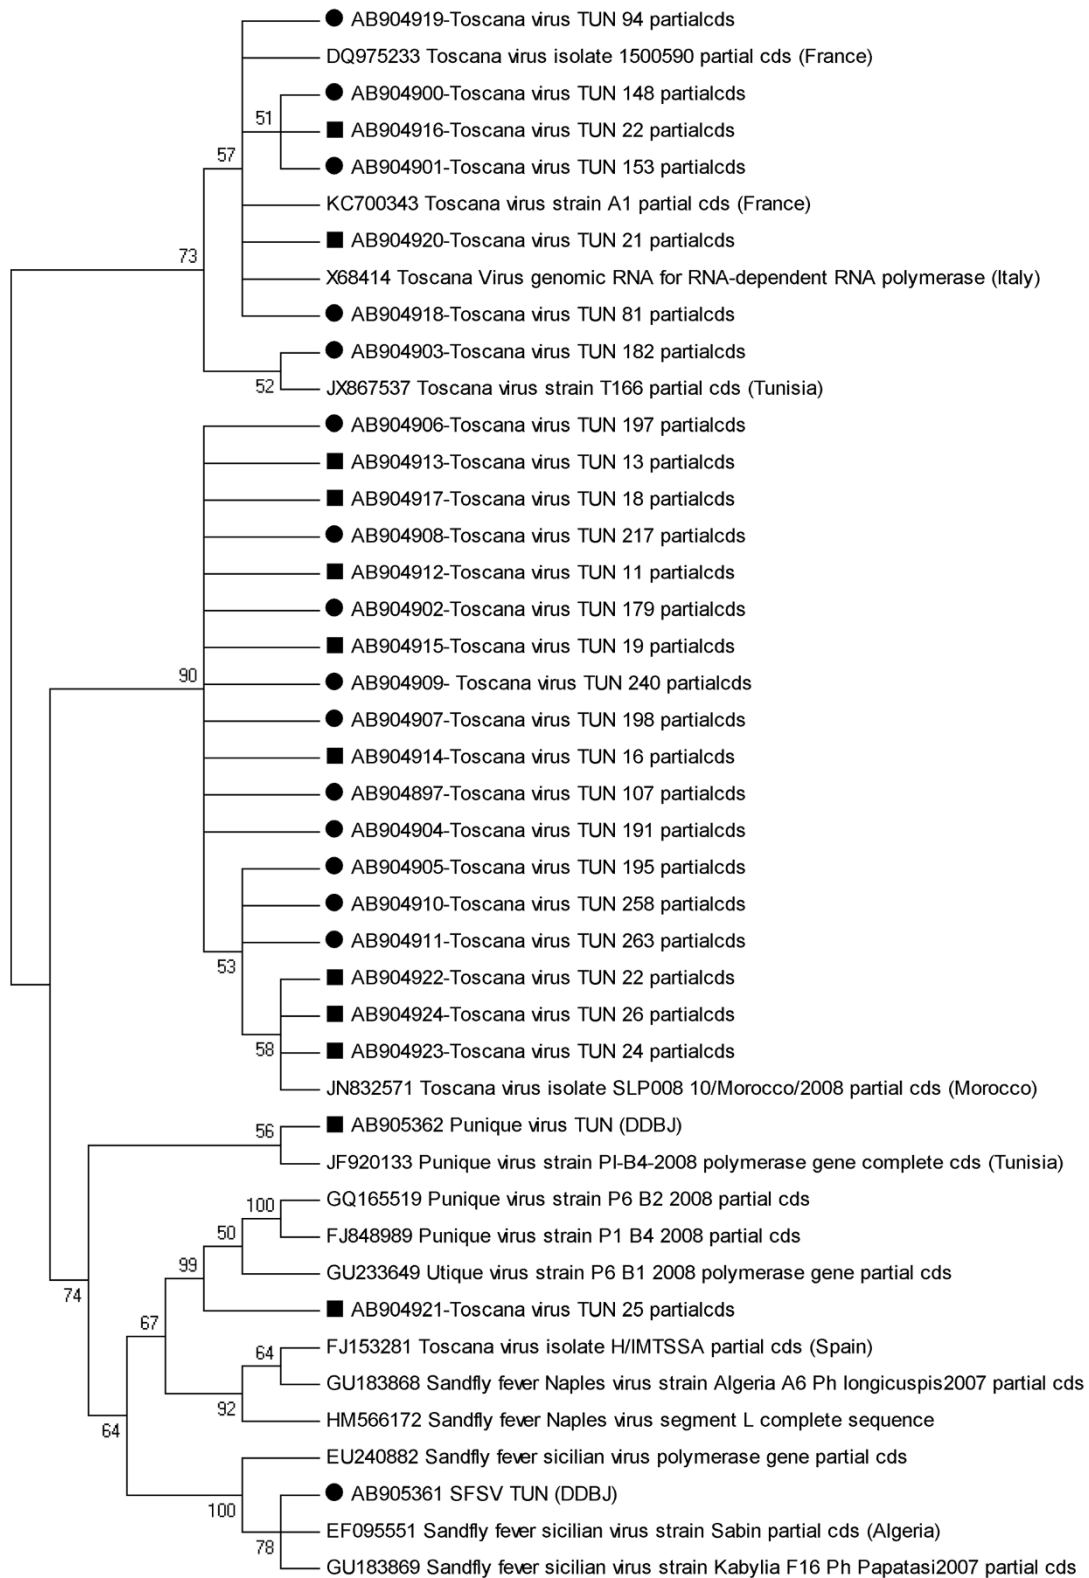 AB904919-Toscana virus TUN 94 partialcds
DQ975233 Toscana virus isolate 1500590 partial cds (France)
AB904900-Toscana virus TUN 148 partialcds
51
AB904916-Toscana virus TUN 22 partialcds
57
AB904901-Toscana virus TUN 153 partialcds
KC700343 Toscana virus strain A1 partial cds (France)
AB904920-Toscana virus TUN 21 partialcds
73
X68414 Toscana Virus genomic RNA for RNA-dependent RNA polymerase (Italy)
AB904918-Toscana virus TUN 81 partialcds
AB904903-Toscana virus TUN 182 partialcds
52
JX867537 Toscana virus strain T166 partial cds (Tunisia)
AB904906-Toscana virus TUN 197 partialcds
AB904913-Toscana virus TUN 13 partialcds
AB904917-Toscana virus TUN 18 partialcds
AB904908-Toscana virus TUN 217 partialcds
AB904912-Toscana virus TUN 11 partialcds
AB904902-Toscana virus TUN 179 partialcds
AB904915-Toscana virus TUN 19 partialcds
90
AB904909- Toscana virus TUN 240 partialcds
AB904907-Toscana virus TUN 198 partialcds
AB904914-Toscana virus TUN 16 partialcds
AB904897-Toscana virus TUN 107 partialcds
AB904904-Toscana virus TUN 191 partialcds
AB904905-Toscana virus TUN 195 partialcds
AB904910-Toscana virus TUN 258 partialcds
AB904911-Toscana virus TUN 263 partialcds
53
AB904922-Toscana virus TUN 22 partialcds
AB904924-Toscana virus TUN 26 partialcds
58
AB904923-Toscana virus TUN 24 partialcds
JN832571 Toscana virus isolate SLP008 10/Morocco/2008 partial cds (Morocco)
56
AB905362 Punique virus TUN (DDBJ)
JF920133 Punique virus strain PI-B4-2008 polymerase gene complete cds (Tunisia)
100
GQ165519 Punique virus strain P6 B2 2008 partial cds
50
FJ848989 Punique virus strain P1 B4 2008 partial cds
99
GU233649 Utique virus strain P6 B1 2008 polymerase gene partial cds
74
AB904921-Toscana virus TUN 25 partialcds
67
FJ153281 Toscana virus isolate H/IMTSSA partial cds (Spain)
64
GU183868 Sandfly fever Naples virus strain Algeria A6 Ph longicuspis2007 partial cds
92
HM566172 Sandfly fever Naples virus segment L complete sequence
64
EU240882 Sandfly fever sicilian virus polymerase gene partial cds
AB905361 SFSV TUN (DDBJ)
100
EF095551 Sandfly fever sicilian virus strain Sabin partial cds (Algeria)
78
GU183869 Sandfly fever sicilian virus strain Kabylia F16 Ph Papatasi2007 partial cds